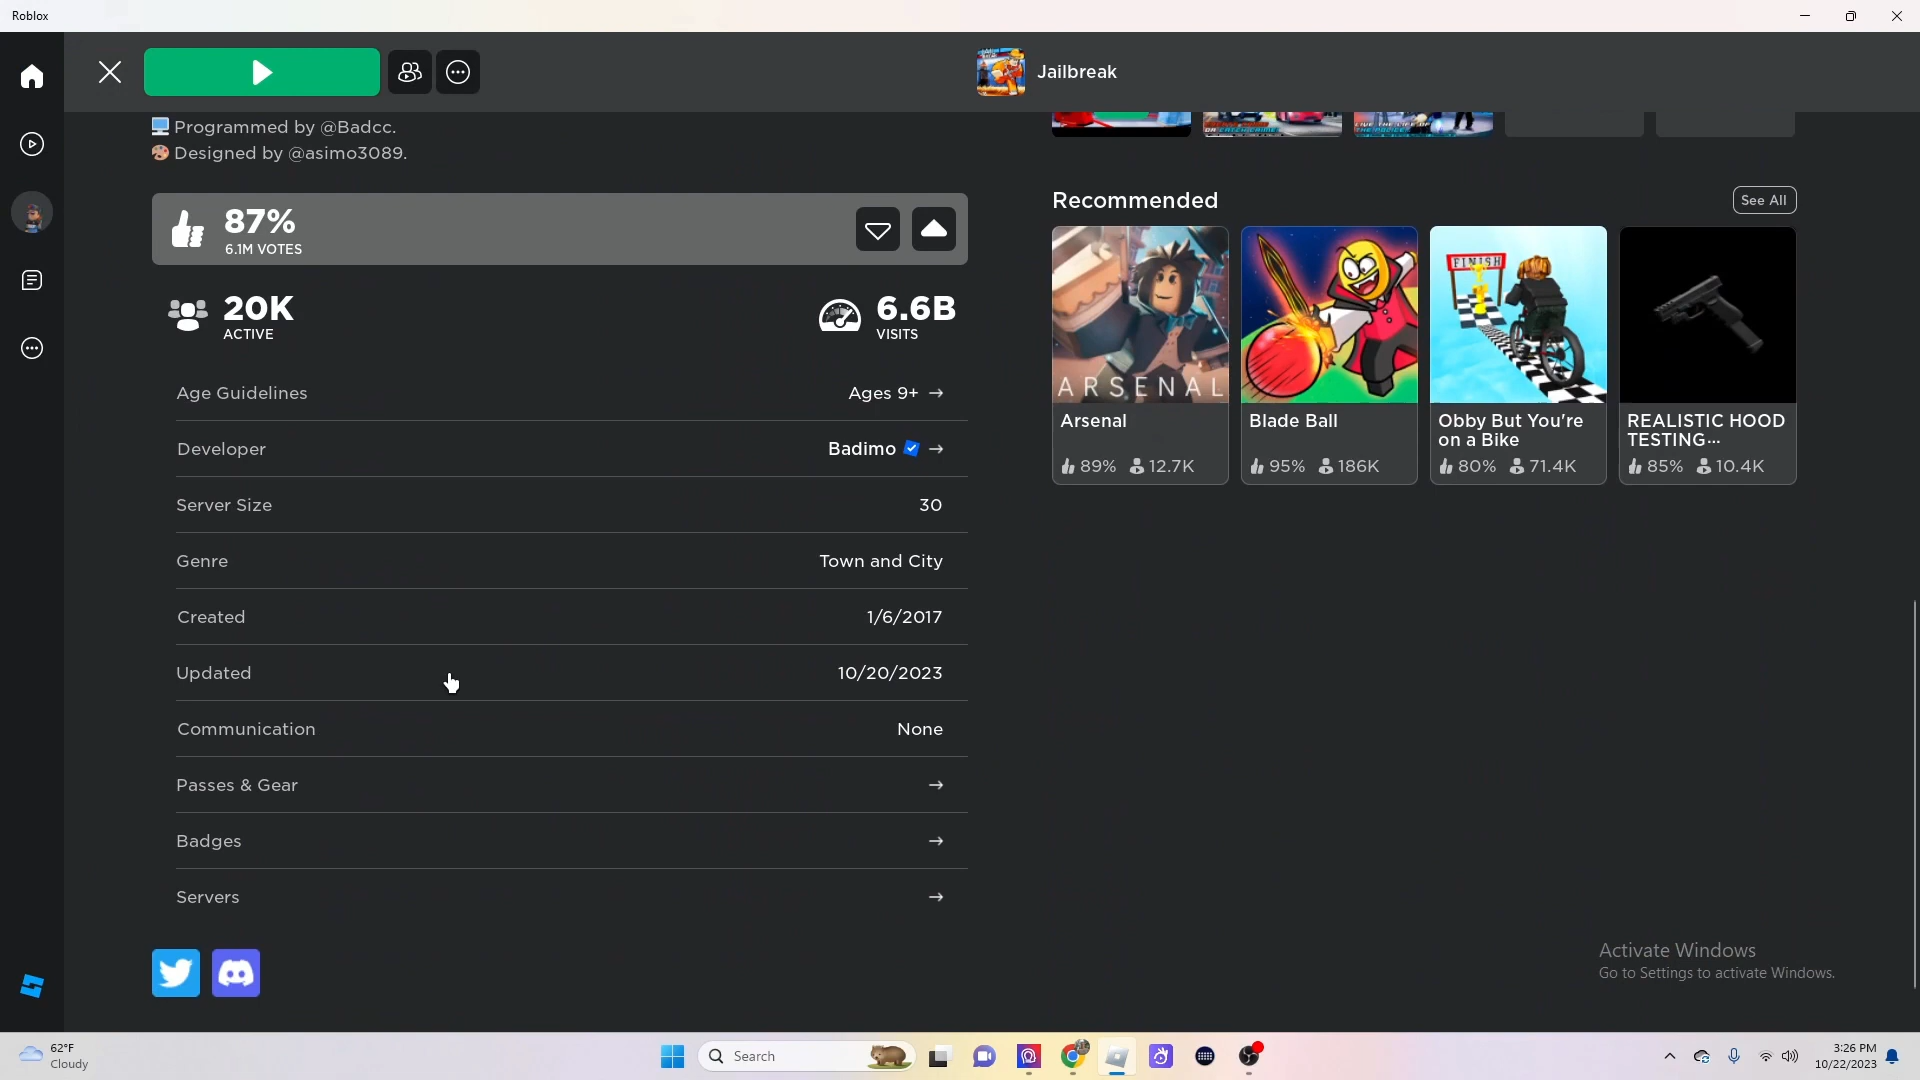 Roblox
Jailbreak
Programmed by @Badcc.
Designed by @asimo3089.
87%
6.1M VOTES
20K
ACTIVE
6.6B
VISITS
Age Guidelines
Ages 9+ →
Developer
Badimo →
Server Size
30
Genre
Town and City
Created
1/6/2017
Updated
10/20/2023
Communication
None
Passes & Gear →
Badges →
Servers →
Recommended
See All
FINISH
ARSENAL
Arsenal
89% 12.7K
Blade Ball
95% 186K
Obby But You're
on a Bike
80% 71.4K
REALISTIC HOOD
TESTING...
85% 10.4K
Activate Windows
Go to Settings to activate Windows.
62°F
Cloudy
Search
3:26 PM
10/22/2023